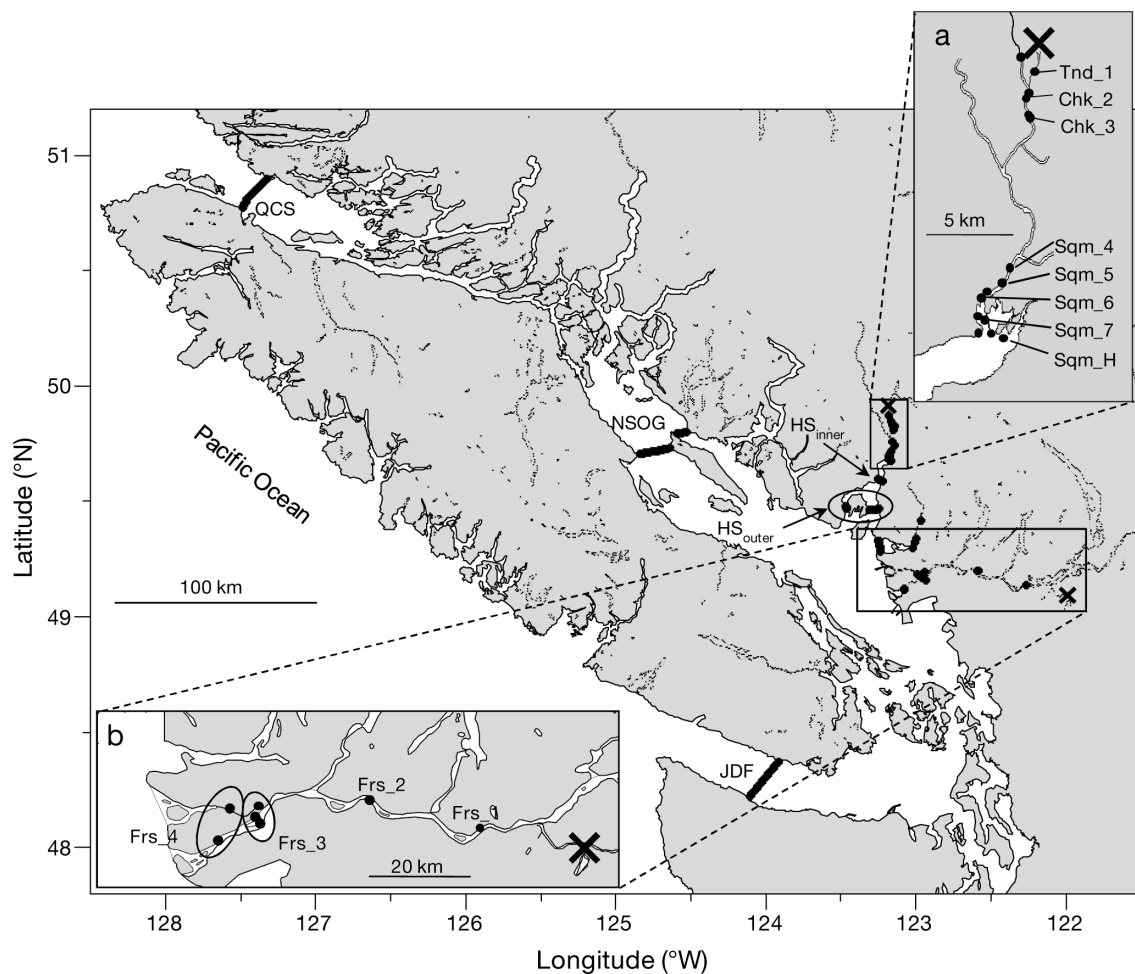 a
Tnd_1
Chk_2
Chk_3
5 km
Sqm_4
Sqm_5
Sqm_6
Sqm_7
Sqm_H
51
50
49
48
Latitude (°N)
QCS
NSOG
HSinner
HSouter
Pacific Ocean
100 km
JDF
b
Frs_2
Frs_1
Frs_4
Frs_3
20 km
128
127
126
125
124
123
122
Longitude (°W)